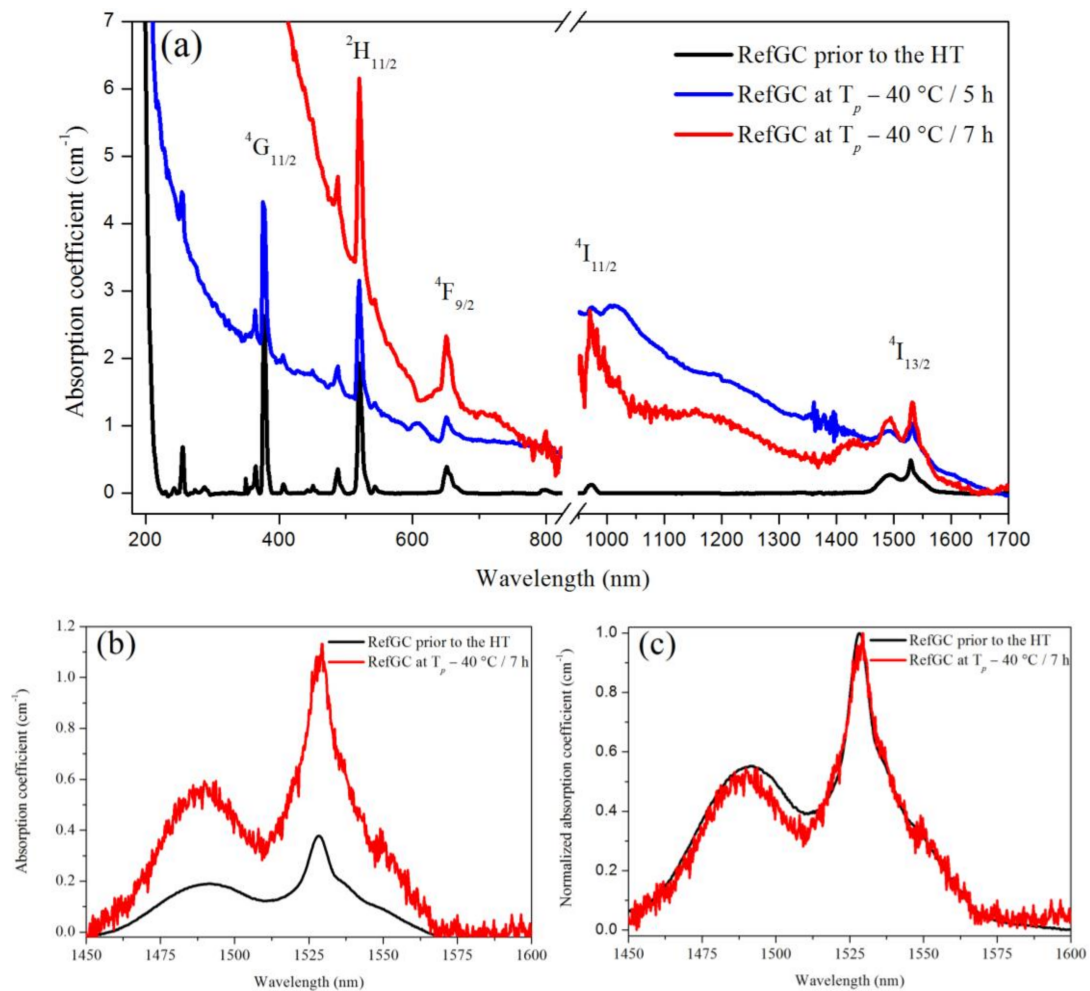 (a)
RefGC prior to the HT
RefGC at Tₚ – 40 °C / 5 h
RefGC at Tₚ – 40 °C / 7 h
²H₁₁/₂
⁴G₁₁/₂
⁴F₉/₂
⁴I₁₁/₂
⁴I₁₃/₂
Absorption coefficient (cm⁻¹)
7
6
5
4
3
2
1
0
200 400 600 800 1000 1100 1200 1300 1400 1500 1600 1700
Wavelength (nm)
(b)
RefGC prior to the HT
RefGC at Tₚ – 40 °C / 7 h
Absorption coefficient (cm⁻¹)
1.2
1.0
0.8
0.6
0.4
0.2
0.0
1450 1475 1500 1525 1550 1575 1600
Wavelength (nm)
(c)
RefGC prior to the HT
RefGC at Tₚ – 40 °C / 7 h
Normalized absorption coefficient (cm⁻¹)
1.0
0.8
0.6
0.4
0.2
0.0
1450 1475 1500 1525 1550 1575 1600
Wavelength (nm)